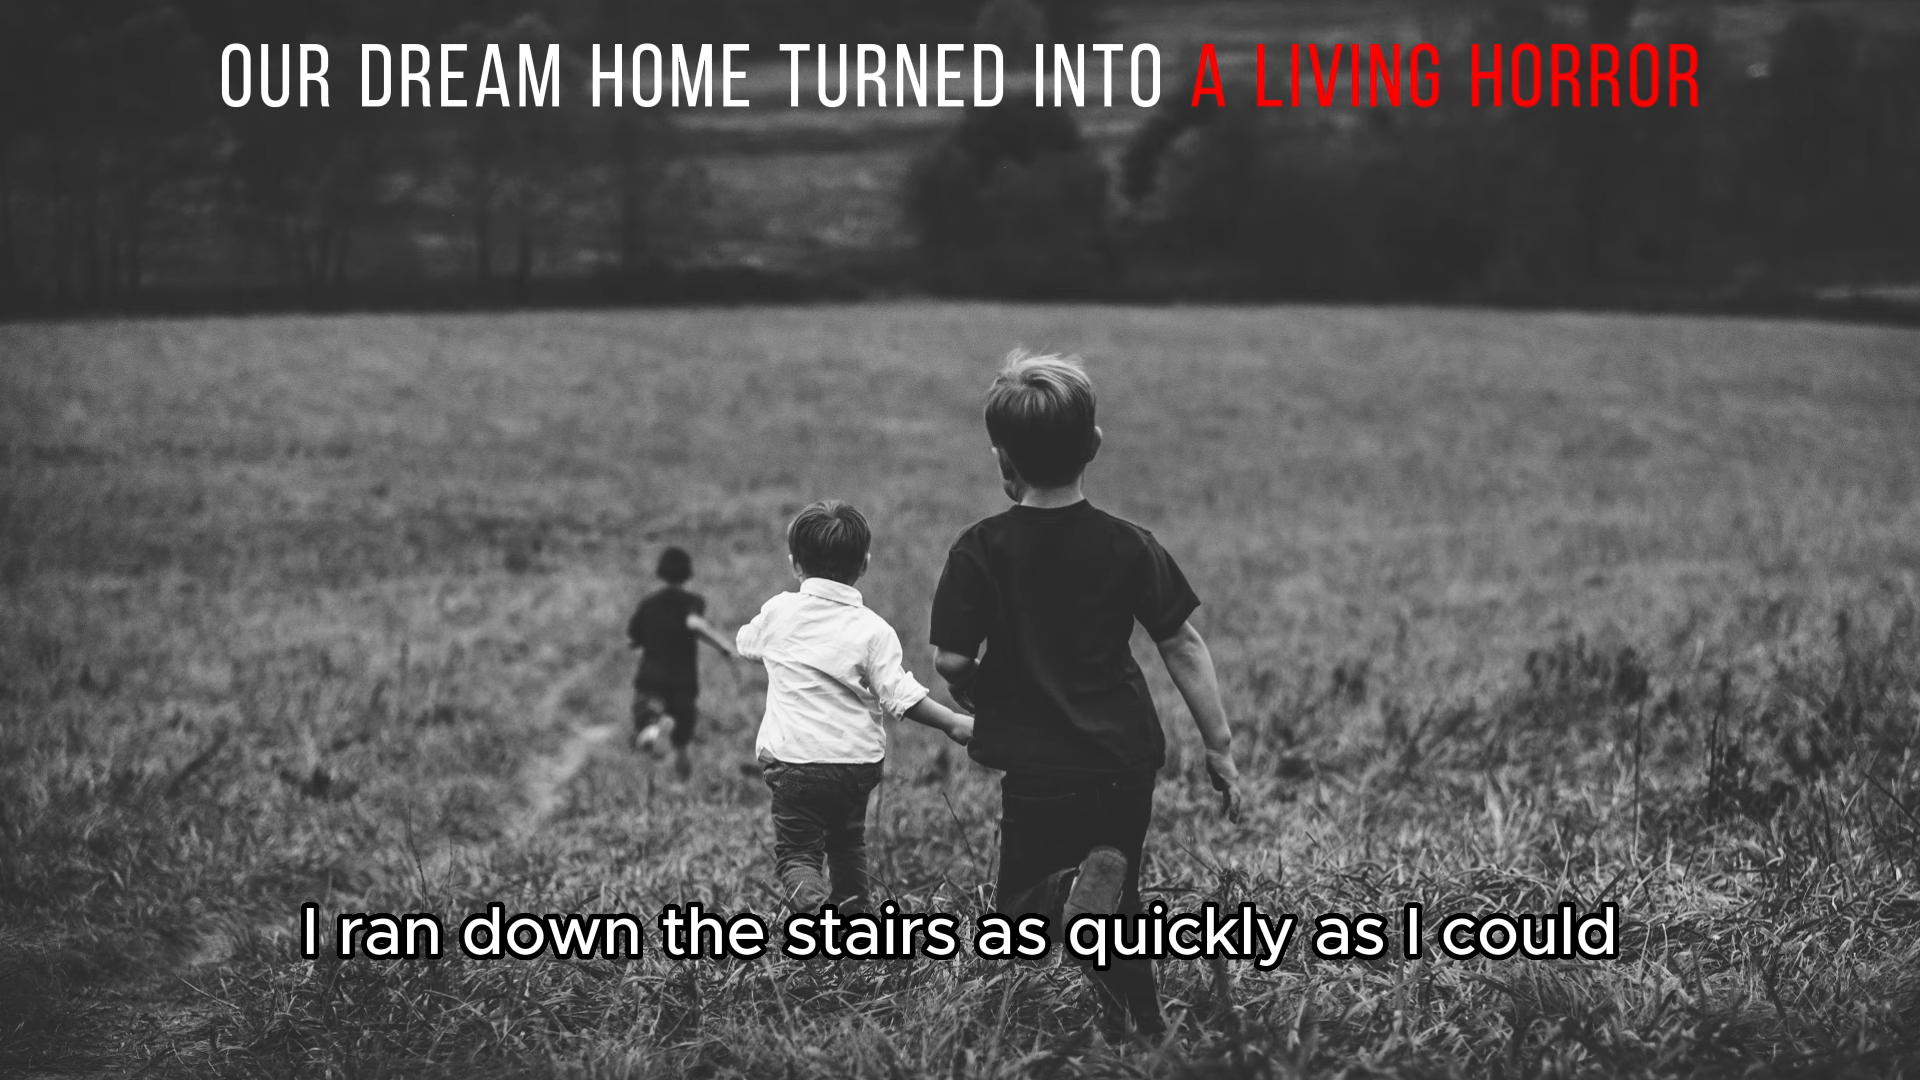 OUR DREAM HOME TURNED INTO A LIVING HORROR
I ran down the stairs as quickly as I could